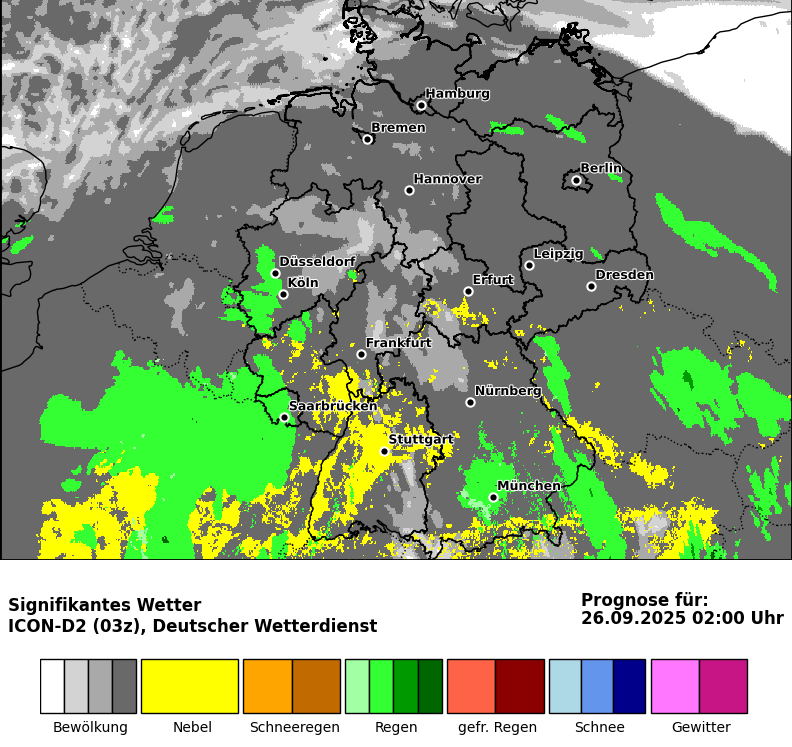 Hamburg
Bremen
Berlin
Hannover
Leipzig
Düsseldorf
Dresden
Köln
Erfurt
Frankfurt
Nürnberg
Saarbrücken
Stuttgart
München
Signifikantes Wetter
ICON-D2 (03z), Deutscher Wetterdienst
Prognose für:
26.09.2025 02:00 Uhr
Bewölkung
Nebel
Schneeregen
Regen
gefr. Regen
Schnee
Gewitter